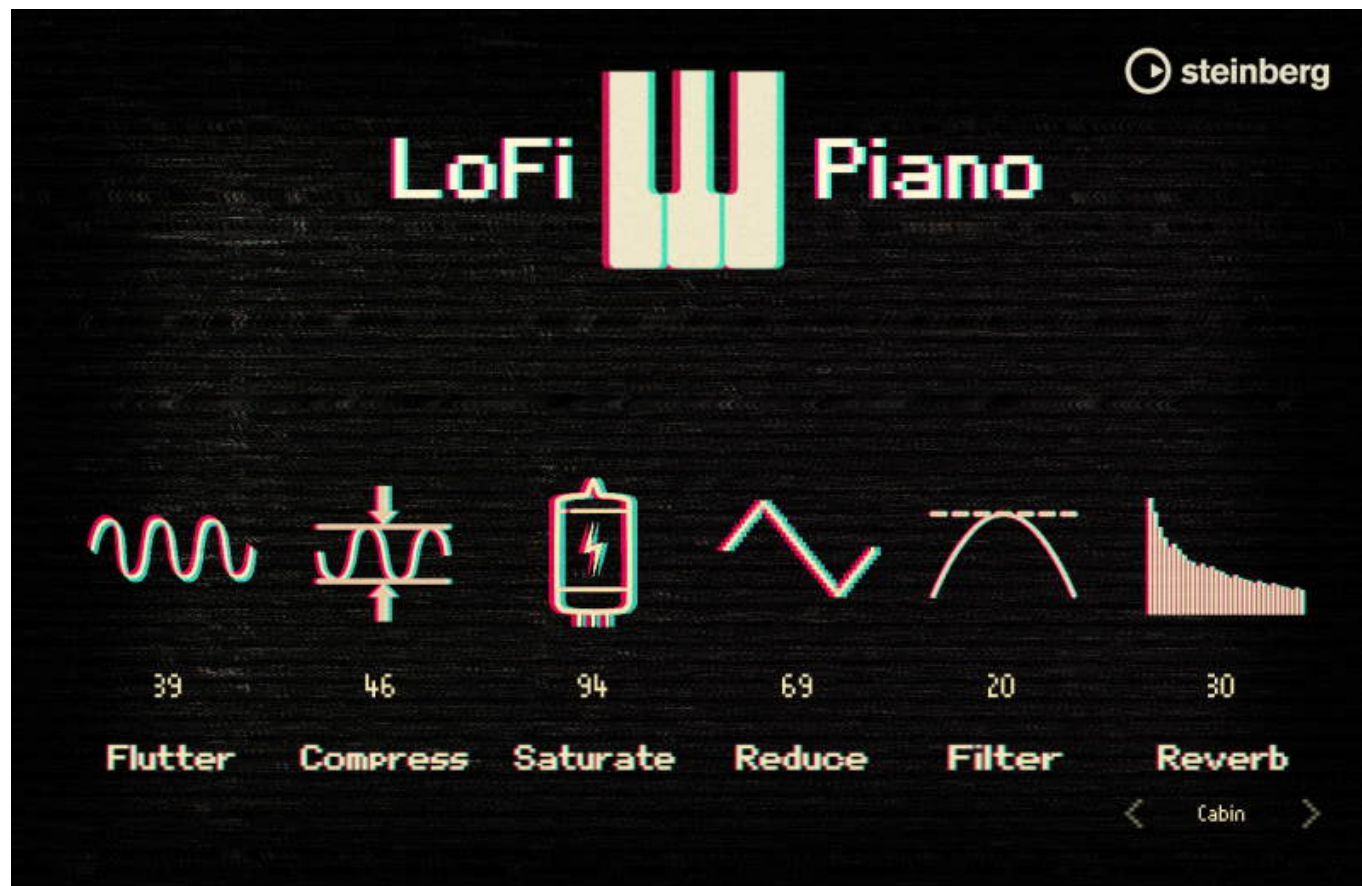 steinberg
LoFi Piano
39 46 94 69 20 30
Flutter Compress Saturate Reduce Filter Reverb
< Cabin >